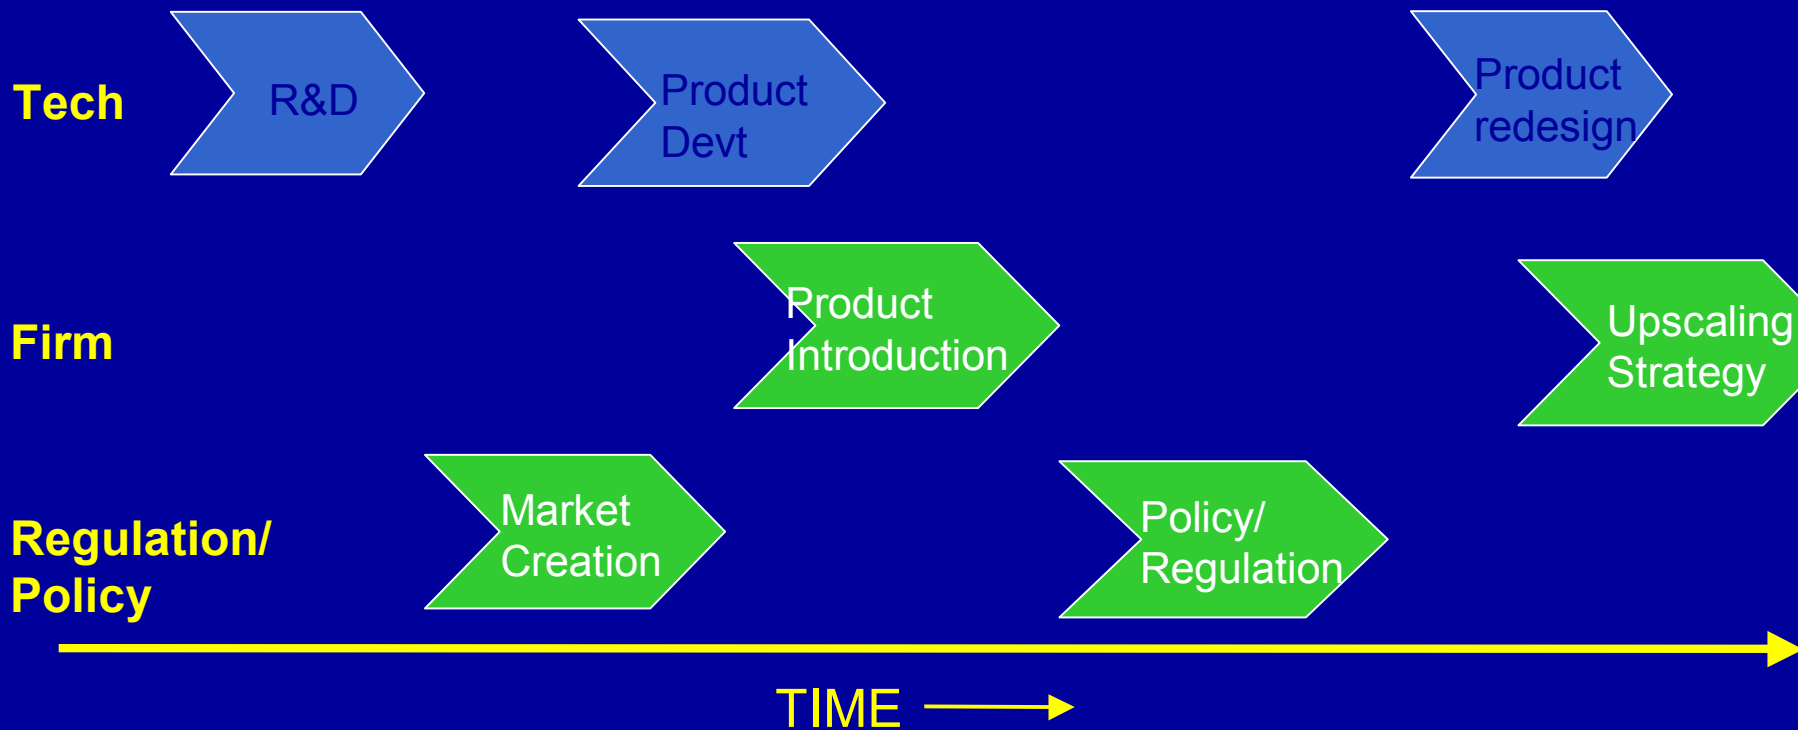 Tech
R&D
Product
Devt
Product
redesign
Firm
Product
Introduction
Upscaling
Strategy
Regulation/
Policy
Market
Creation
Policy/
Regulation
TIME